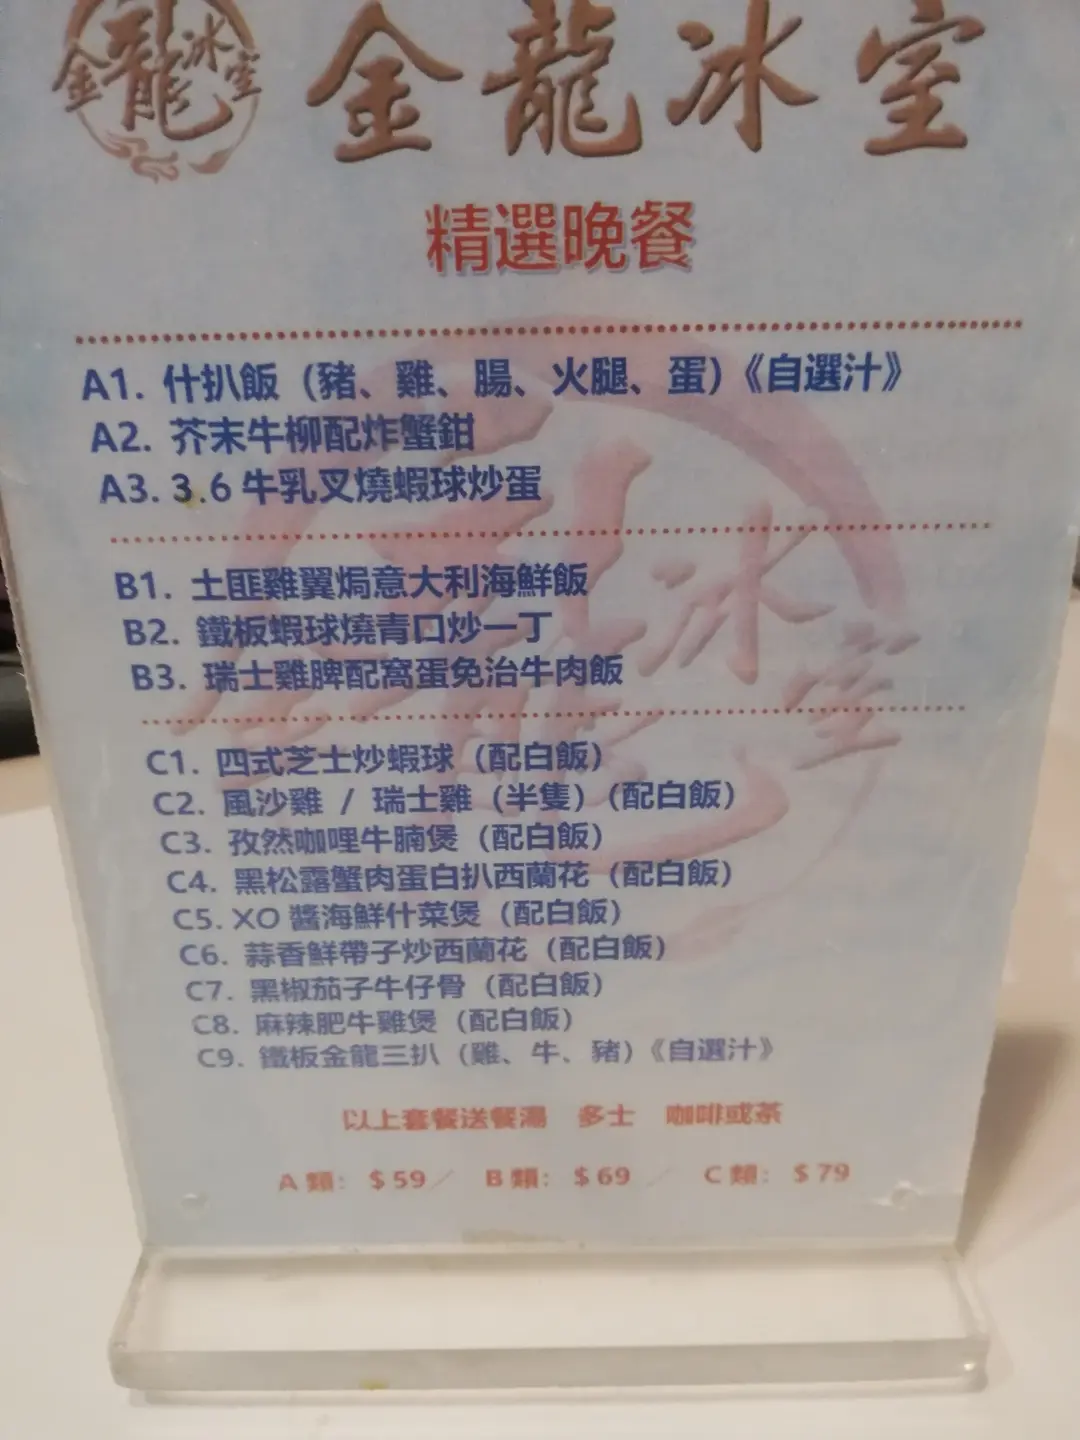 金龍冰室
金龍冰室
精選晚餐
A1. 什扒飯（豬、雞、腸、火腿、蛋）《自選汁》
A2. 芥末牛柳配炸蟹鉗
A3. 3.6 牛乳叉燒蝦球炒蛋
B1. 土匪雞翼焗意大利海鮮飯
B2. 鐵板蝦球燒青口炒一丁
B3. 瑞士雞脾配窩蛋免治牛肉飯
C1. 四式芝士炒蝦球（配白飯）
C2. 風沙雞 / 瑞士雞（半隻）（配白飯）
C3. 孜然咖哩牛腩煲（配白飯）
C4. 黑松露蟹肉蛋白扒西蘭花（配白飯）
C5. XO 醬海鮮什菜煲（配白飯）
C6. 蒜香鮮帶子炒西蘭花（配白飯）
C7. 黑椒茄子牛仔骨（配白飯）
C8. 麻辣肥牛雞煲（配白飯）
C9. 鐵板金龍三扒（雞、牛、豬）《自選汁》
以上套餐送餐湯 多士 咖啡或茶
A 類：$59／ B 類：$69 ／ C 類：$79